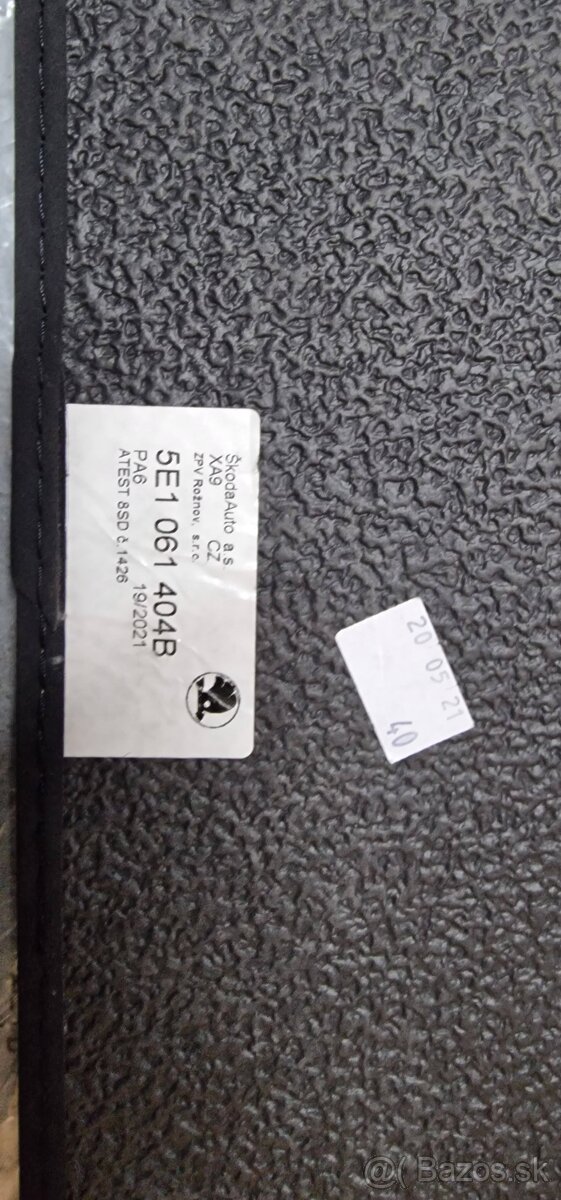 ŠkodaAuto a.s
XA9 CZ
ZPV Rožnov, s.r.o.
5E1 061 404B
PA6 19/2021
ATEST 8SD č.1426
20 05 21
40
@( Bazos.sk